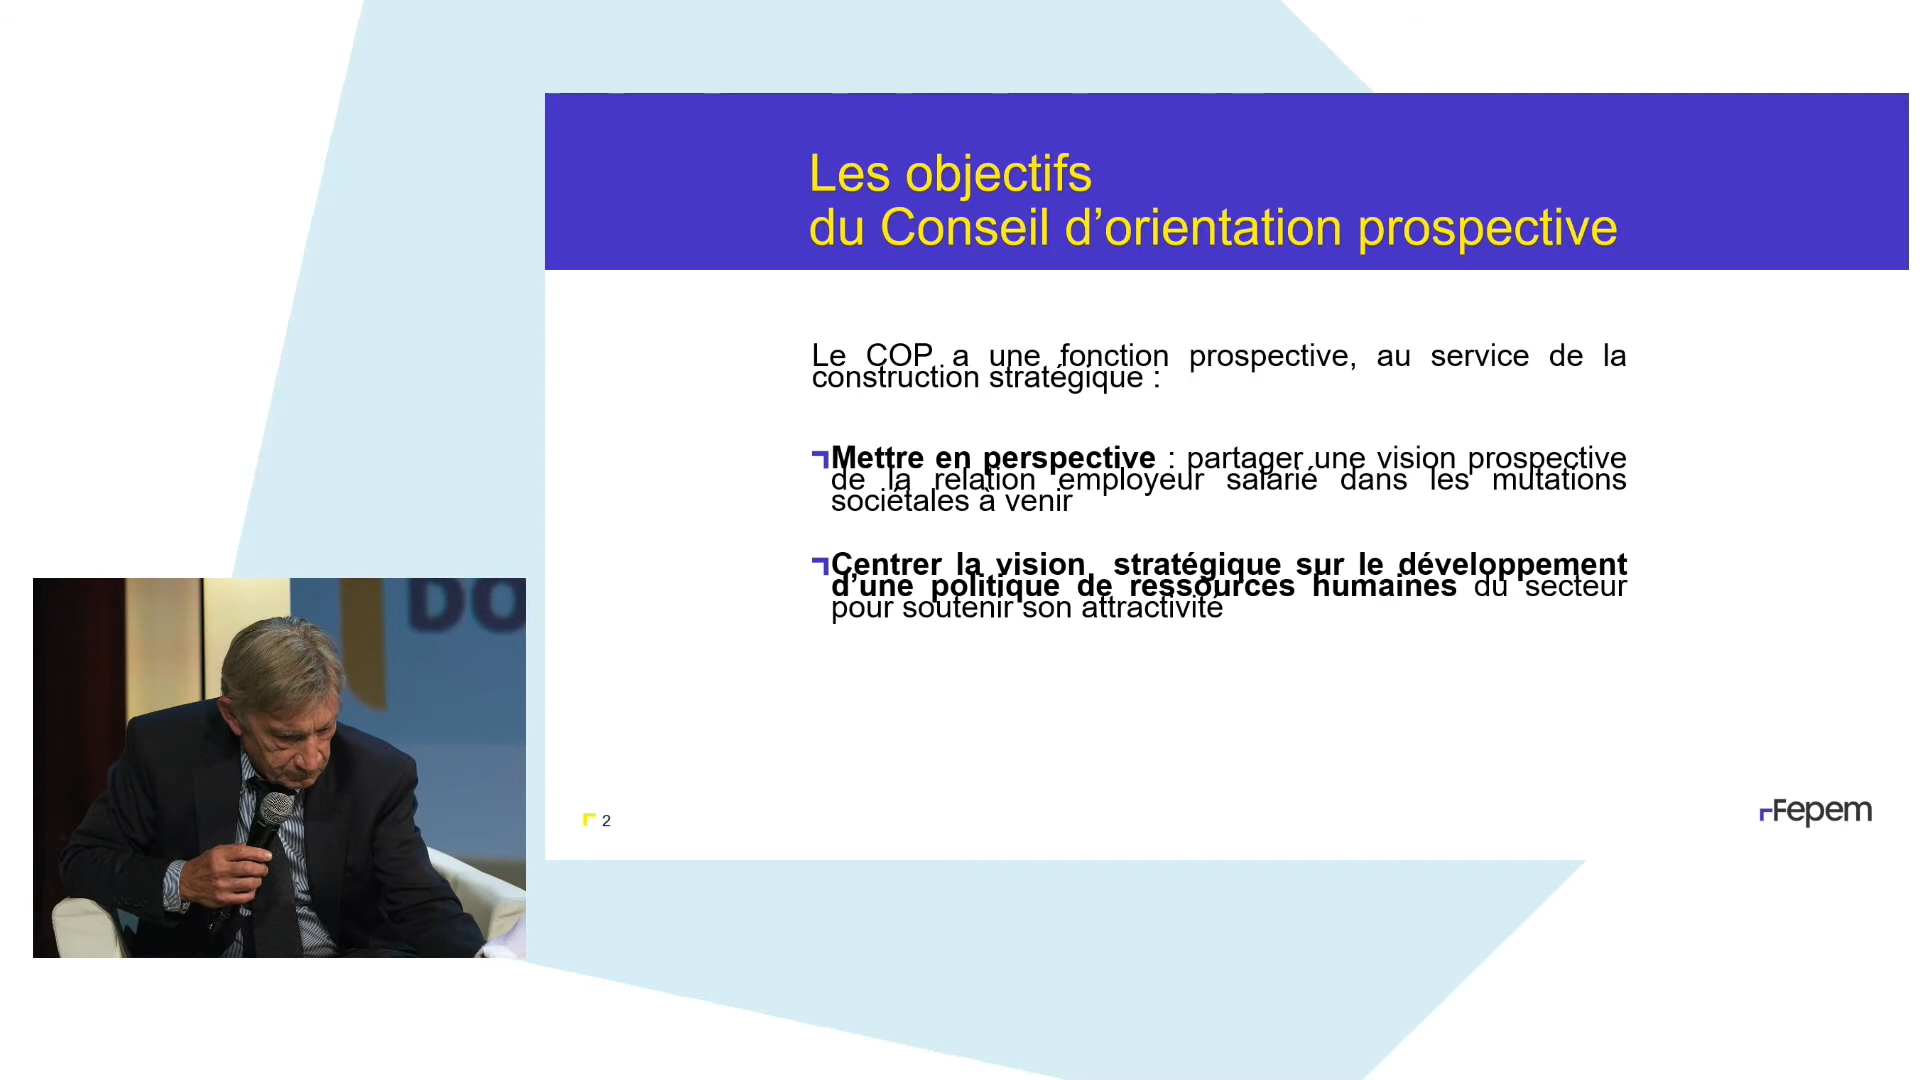 Les objectifs
du Conseil d’orientation prospective
Le COP a une fonction prospective, au service de la
construction stratégique :
Mettre en perspective : partager une vision prospective
de la relation employeur salarié dans les mutations
sociétales à venir
Centrer la vision stratégique sur le développement
d’une politique de ressources humaines du secteur
pour soutenir son attractivité
DO
2
Fepem